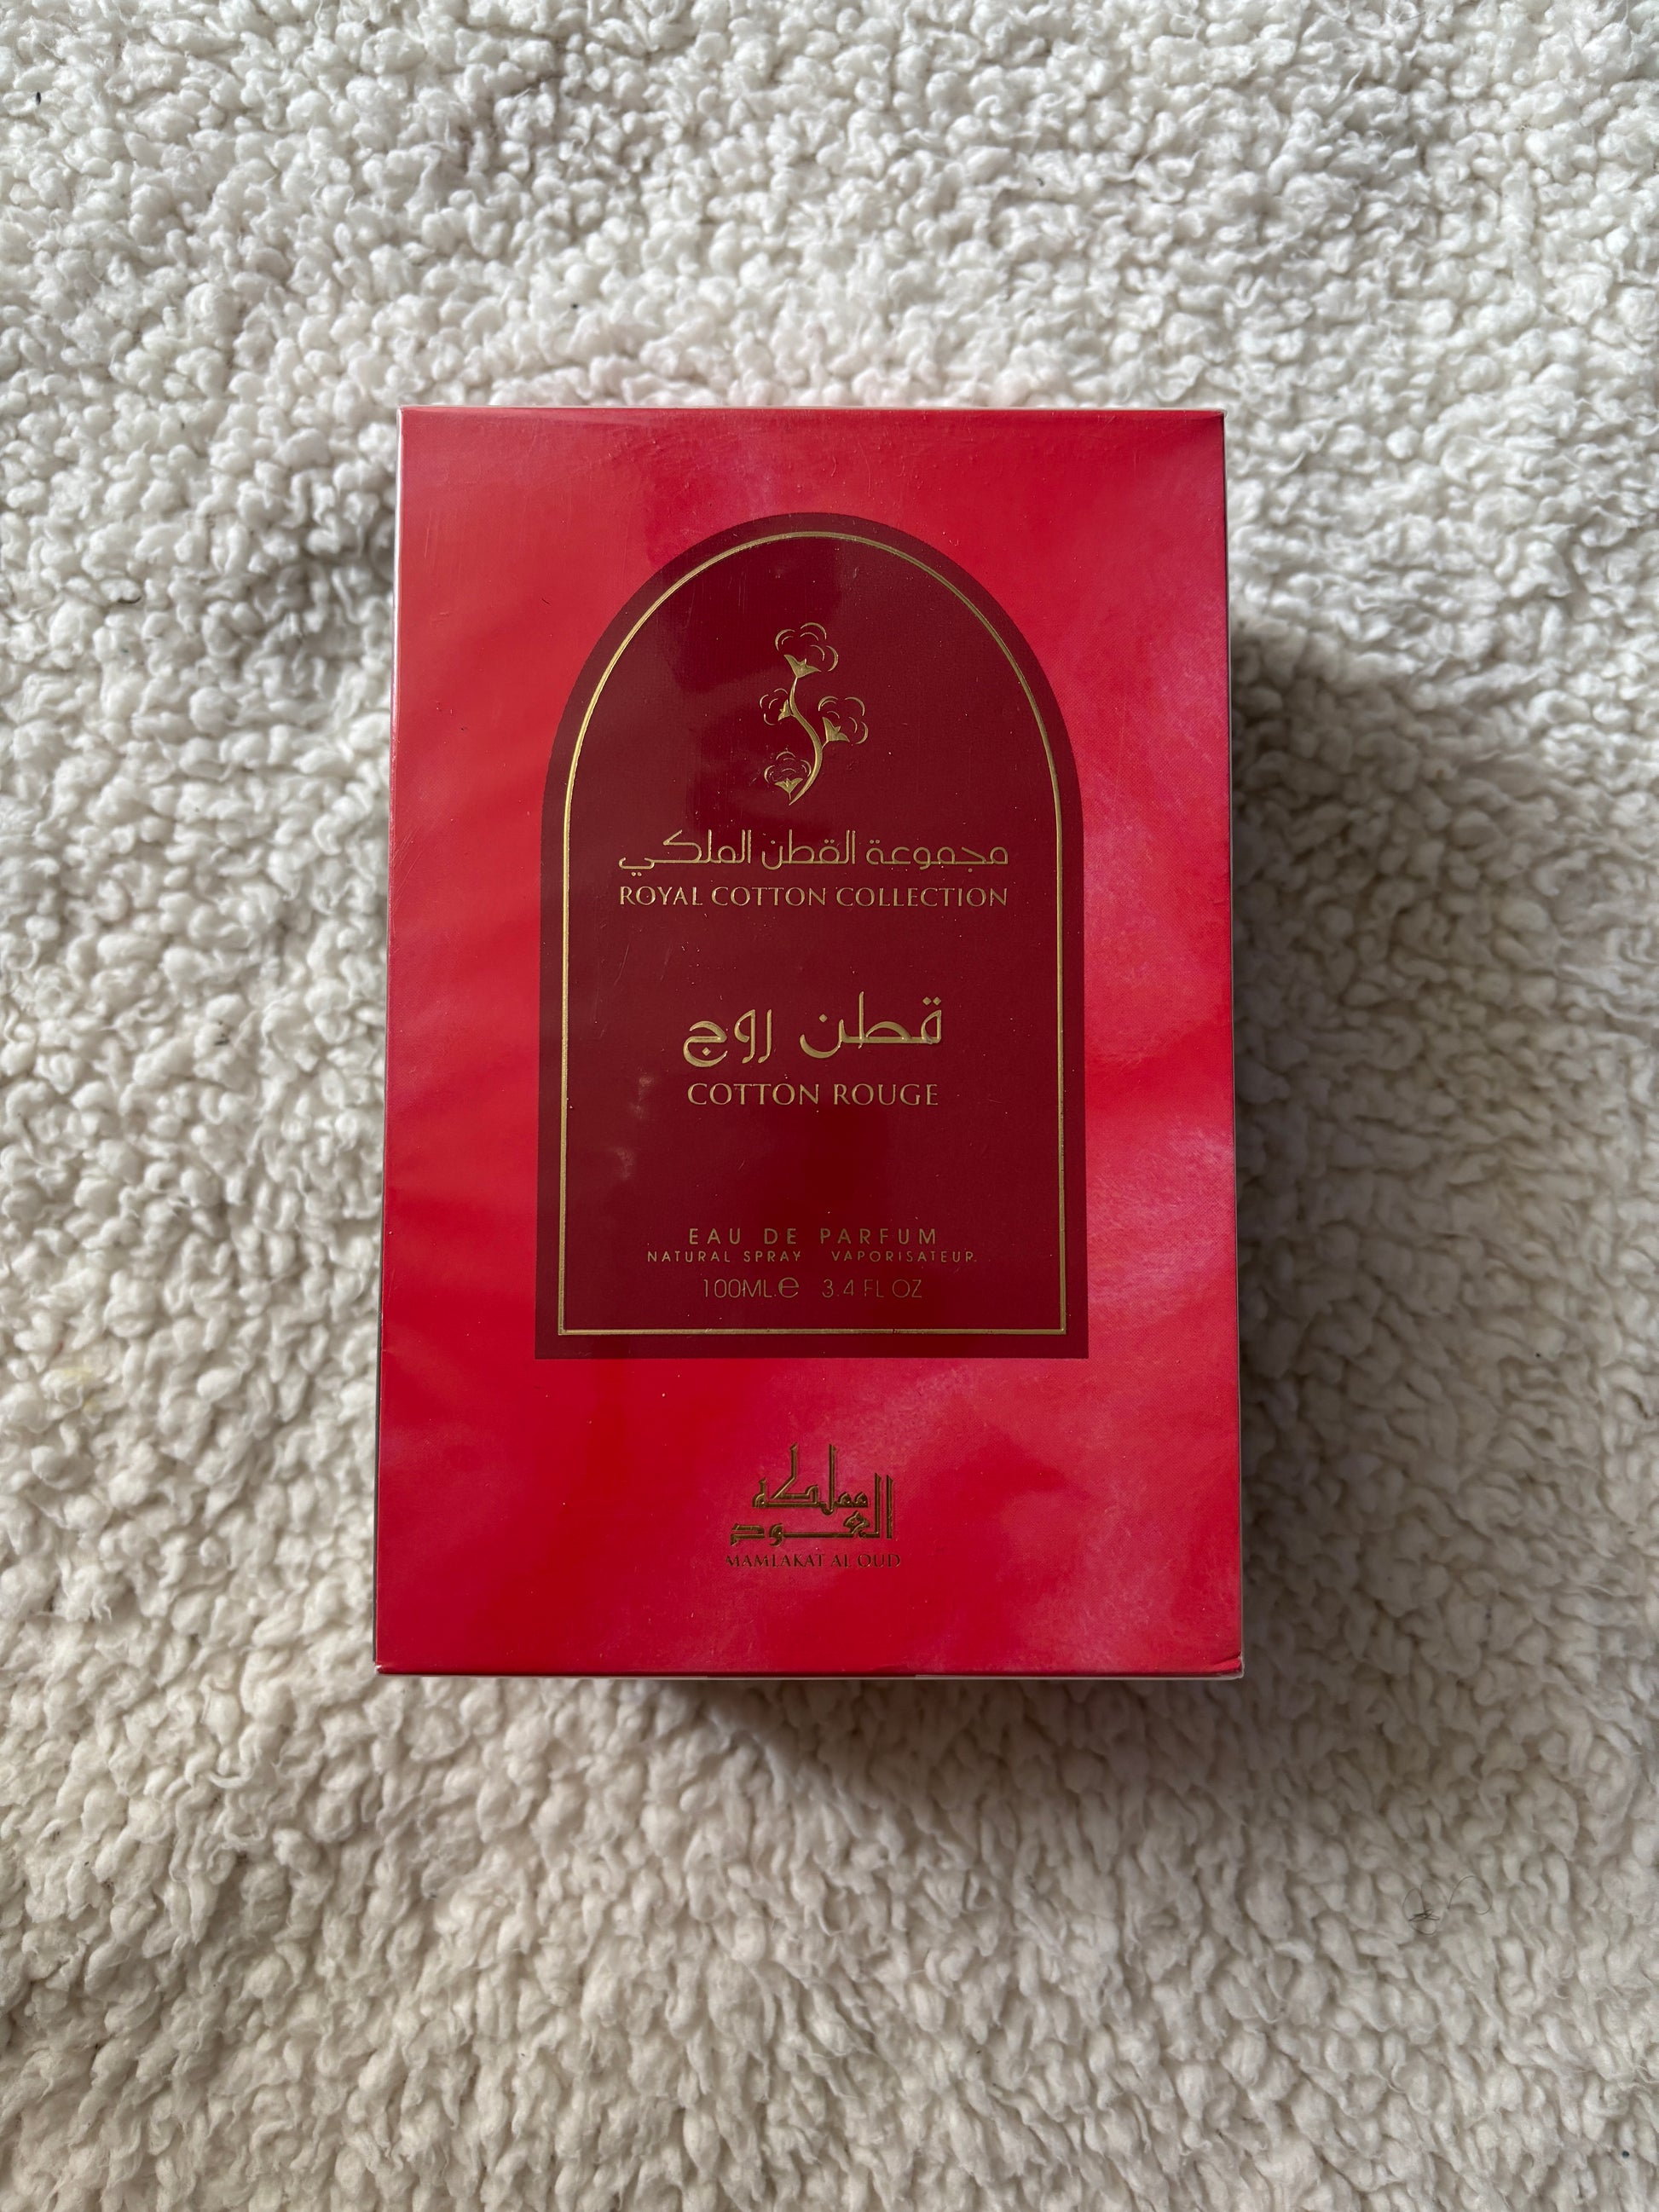 مجموعة القطن الملكي
ROYAL COTTON COLLECTION
قطن روج
COTTON ROUGE
EAU DE PARFUM
NATURAL SPRAY VAPORISATEUR
100ML ℮ 3.4 FL OZ
مملكة
العود
MAMLAKAT AL OUD